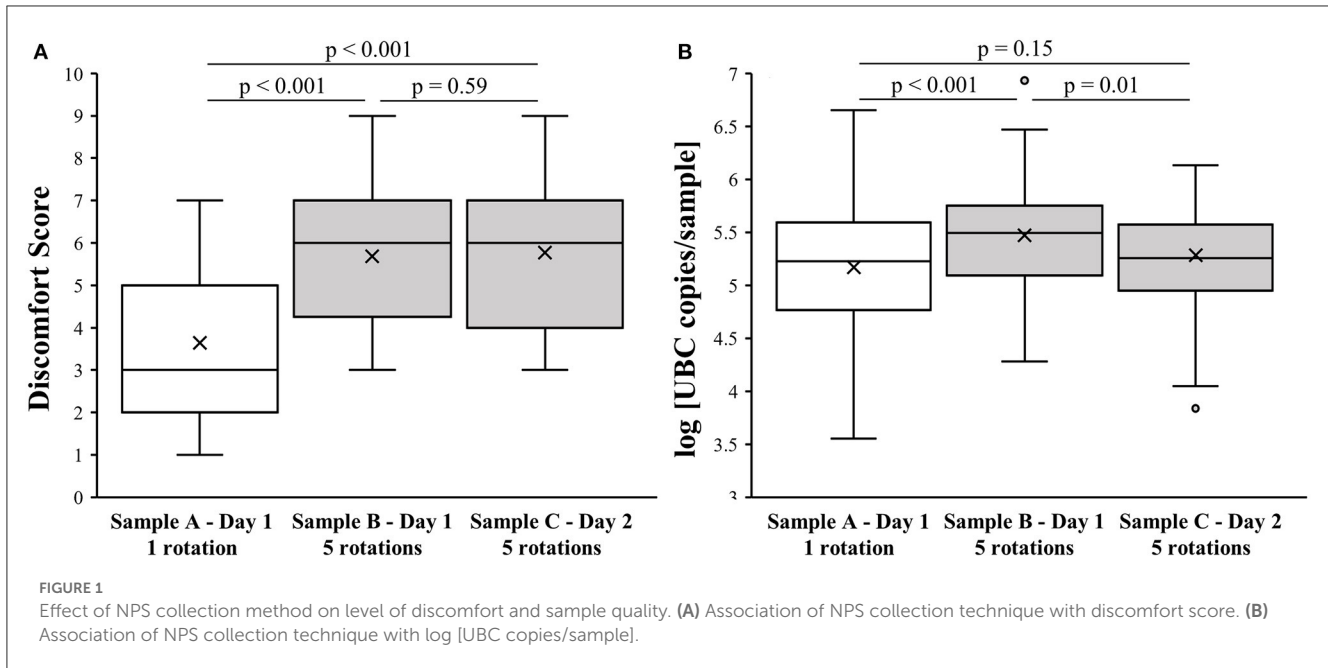 A
p < 0.001
p < 0.001
p = 0.59
10
9
8
7
6
5
4
3
2
1
0
Discomfort Score
Sample A - Day 1
1 rotation
Sample B - Day 1
5 rotations
Sample C - Day 2
5 rotations
B
p = 0.15
p < 0.001
p = 0.01
7
6.5
6
5.5
5
4.5
4
3.5
3
log [UBC copies/sample]
Sample A - Day 1
1 rotation
Sample B - Day 1
5 rotations
Sample C - Day 2
5 rotations
FIGURE 1
Effect of NPS collection method on level of discomfort and sample quality. (A) Association of NPS collection technique with discomfort score. (B)
Association of NPS collection technique with log [UBC copies/sample].